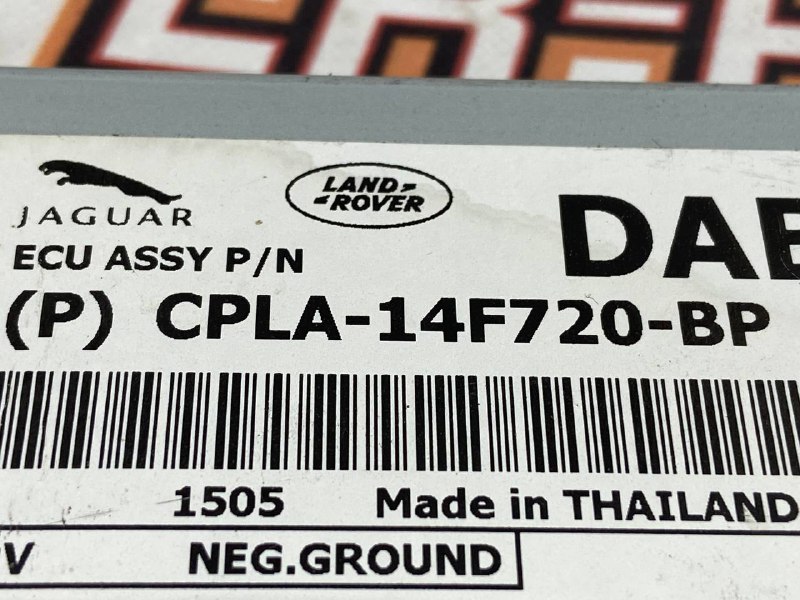 JAGUAR
LAND ROVER
DAB
ECU ASSY P/N
(P) CPLA-14F720-BP
1505 Made in THAILAND
V NEG.GROUND